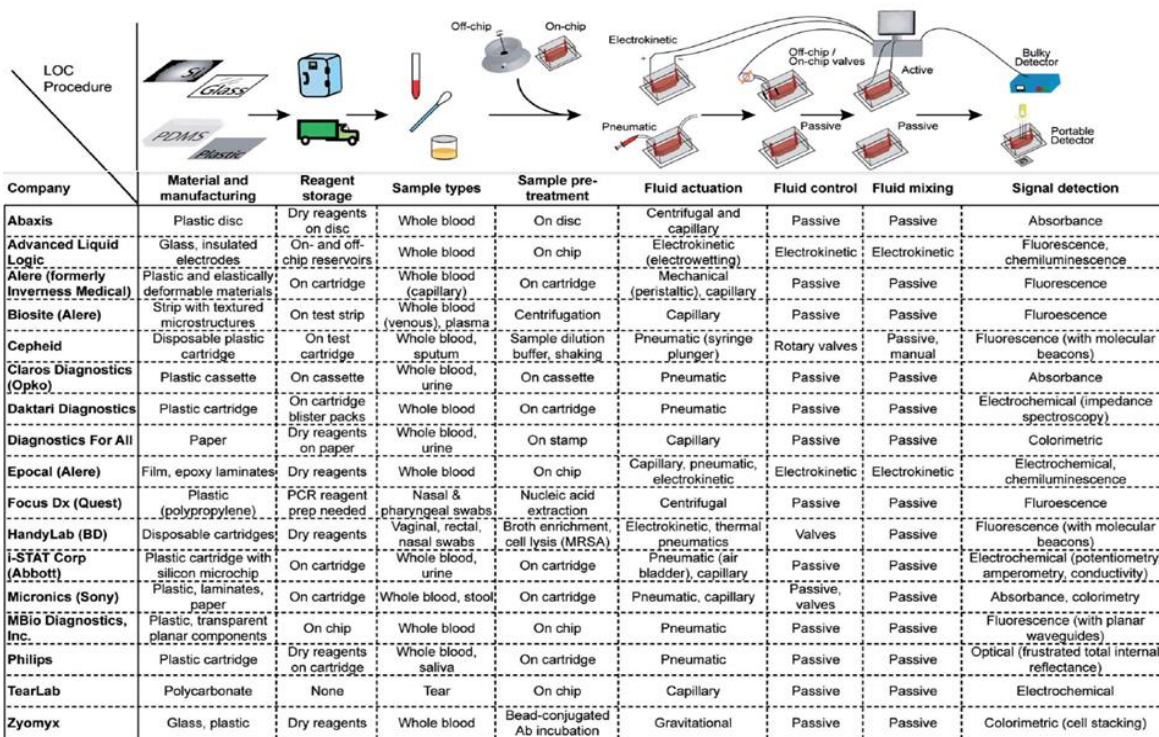 LOC
Procedure
Si
Glass
PDMS
Plastic
Off-chip
On-chip
Electrokinetic
+ −
Pneumatic
Off-chip /
On-chip valves
Passive
Active
Passive
Bulky
Detector
Portable
Detector
Company | Material and manufacturing | Reagent storage | Sample types | Sample pre-treatment | Fluid actuation | Fluid control | Fluid mixing | Signal detection
Abaxis | Plastic disc | Dry reagents on disc | Whole blood | On disc | Centrifugal and capillary | Passive | Passive | Absorbance
Advanced Liquid Logic | Glass, insulated electrodes | On- and off-chip reservoirs | Whole blood | On chip | Electrokinetic (electrowetting) | Electrokinetic | Electrokinetic | Fluorescence, chemiluminescence
Alere (formerly Inverness Medical) | Plastic and elastically deformable materials | On cartridge | Whole blood (capillary) | On cartridge | Mechanical (peristaltic), capillary | Passive | Passive | Fluorescence
Biosite (Alere) | Strip with textured microstructures | On test strip | Whole blood (venous), plasma | Centrifugation | Capillary | Passive | Passive | Fluroescence
Cepheid | Disposable plastic cartridge | On test cartridge | Whole blood, sputum | Sample dilution buffer, shaking | Pneumatic (syringe plunger) | Rotary valves | Passive, manual | Fluorescence (with molecular beacons)
Claros Diagnostics (Opko) | Plastic cassette | On cassette | Whole blood, urine | On cassette | Pneumatic | Passive | Passive | Absorbance
Daktari Diagnostics | Plastic cartridge | On cartridge blister packs | Whole blood | On cartridge | Pneumatic | Passive | Passive | Electrochemical (impedance spectroscopy)
Diagnostics For All | Paper | Dry reagents on paper | Whole blood, urine | On stamp | Capillary | Passive | Passive | Colorimetric
Epocal (Alere) | Film, epoxy laminates | Dry reagents | Whole blood | On chip | Capillary, pneumatic, electrokinetic | Electrokinetic | Electrokinetic | Electrochemical, chemiluminescence
Focus Dx (Quest) | Plastic (polypropylene) | PCR reagent prep needed | Nasal & pharyngeal swabs | Nucleic acid extraction | Centrifugal | Passive | Passive | Fluroescence
HandyLab (BD) | Disposable cartridges | Dry reagents | Vaginal, rectal, nasal swabs | Broth enrichment, cell lysis (MRSA) | Electrokinetic, thermal pneumatics | Valves | Passive | Fluorescence (with molecular beacons)
i-STAT Corp (Abbott) | Plastic cartridge with silicon microchip | On cartridge | Whole blood, urine | On cartridge | Pneumatic (air bladder), capillary | Passive | Passive | Electrochemical (potentiometry, amperometry, conductivity)
Micronics (Sony) | Plastic, laminates, paper | On cartridge | Whole blood, stool | On cartridge | Pneumatic, capillary | Passive, valves | Passive | Absorbance, colorimetry
MBio Diagnostics, Inc. | Plastic, transparent planar components | On chip | Whole blood | On chip | Pneumatic | Passive | Passive | Fluorescence (with planar waveguides)
Philips | Plastic cartridge | Dry reagents on cartridge | Whole blood, saliva | On cartridge | Pneumatic | Passive | Passive | Optical (frustrated total internal reflectance)
TearLab | Polycarbonate | None | Tear | On chip | Capillary | Passive | Passive | Electrochemical
Zyomyx | Glass, plastic | Dry reagents | Whole blood | Bead-conjugated Ab incubation | Gravitational | Passive | Passive | Colorimetric (cell stacking)